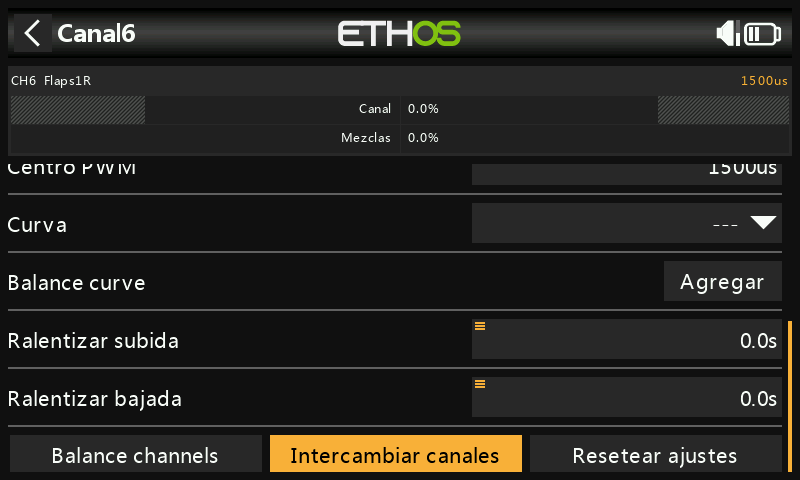 Canal6
ETHOS
CH6 Flaps1R 1500us
Canal 0.0%
Mezclas 0.0%
Centro PWM 1500us
Curva ---
Balance curve Agregar
Ralentizar subida 0.0s
Ralentizar bajada 0.0s
Balance channels Intercambiar canales Resetear ajustes